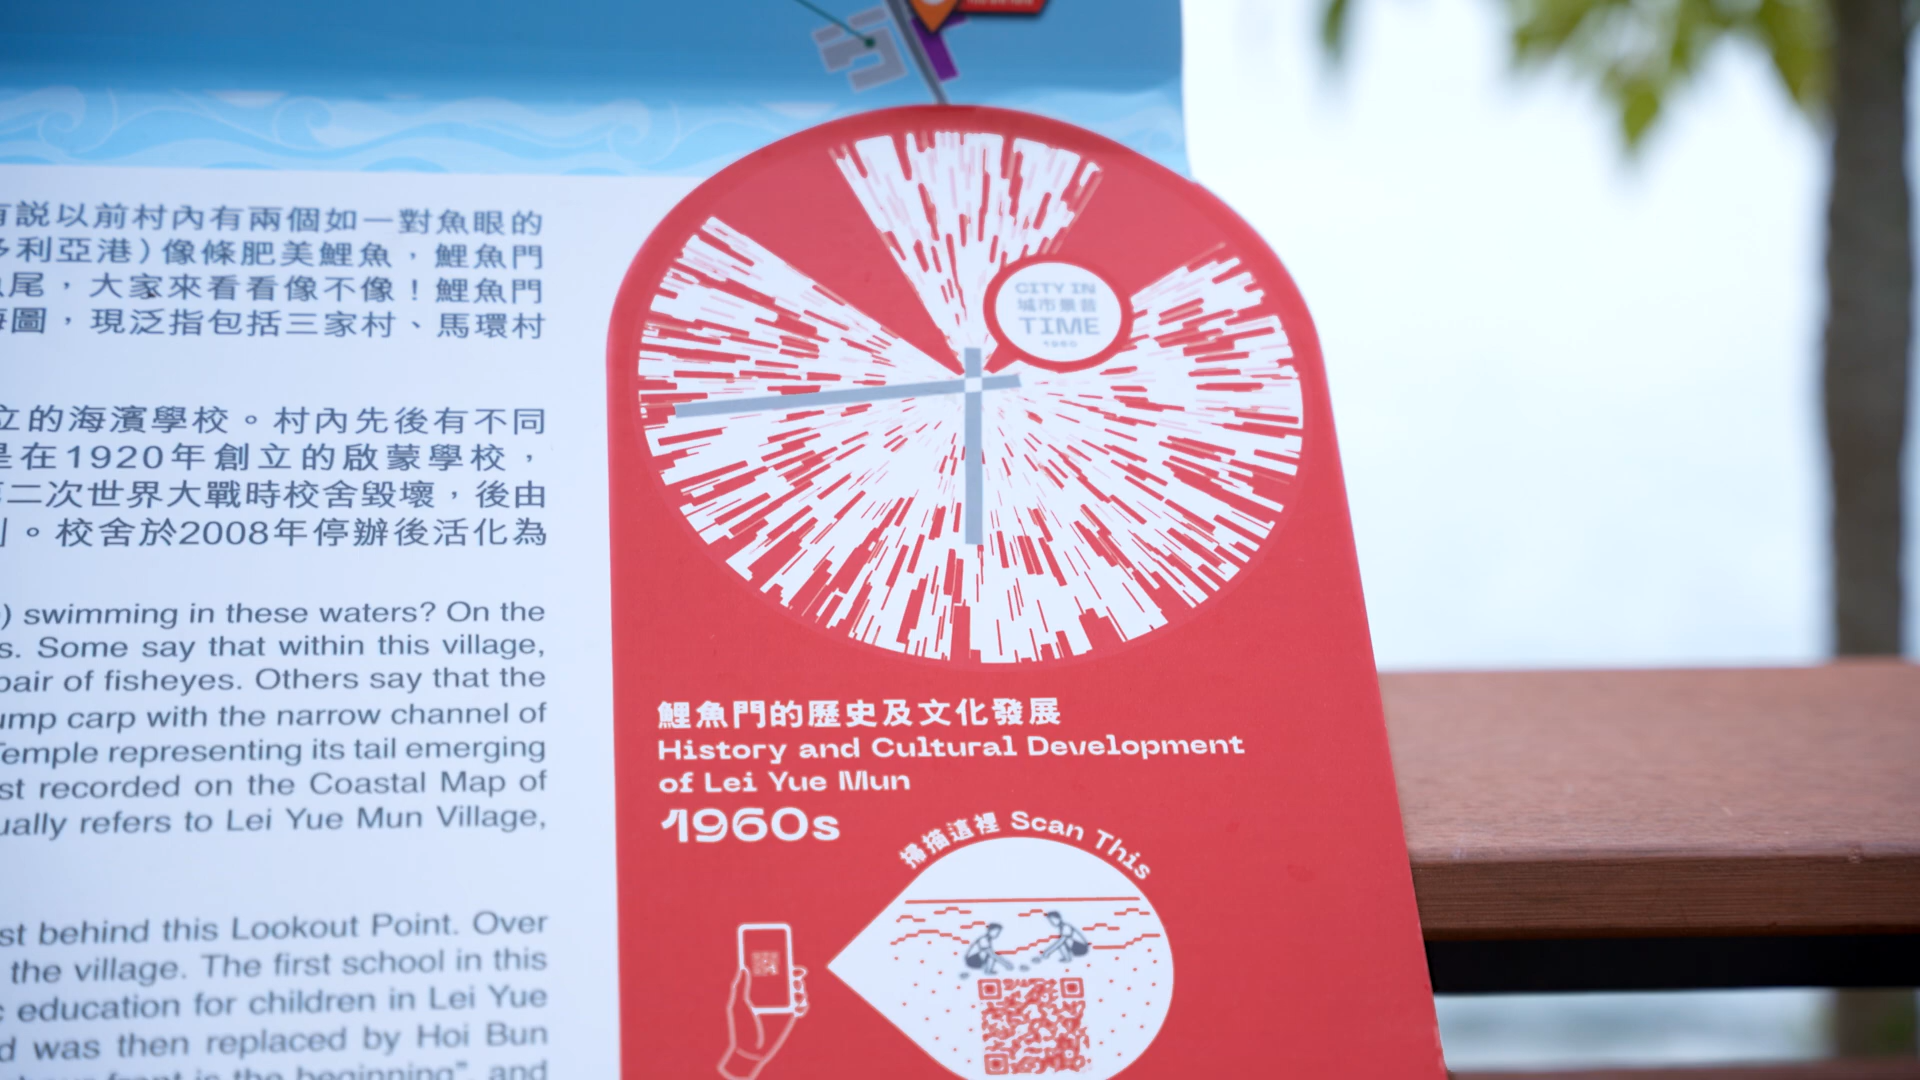 說以前村內有兩個如一對魚眼的
利亞港）像條肥美鯉魚，鯉魚門
尾，大家來看看像不像！鯉魚門
圖，現泛指包括三家村、馬環村
立的海濱學校。村內先後有不同
是在1920年創立的啟蒙學校，
二次世界大戰時校舍毀壞，後由
。校舍於2008年停辦後活化為
) swimming in these waters? On the
s. Some say that within this village,
pair of fisheyes. Others say that the
carp with the narrow channel of
Temple representing its tail emerging
recorded on the Coastal Map of
refers to Lei Yue Mun Village,
behind this Lookout Point. Over
the village. The first school in this
education for children in Lei Yue
was then replaced by Hoi Bun
is the beginning”, and
CITY IN
城市景昔
TIME
1960
鯉魚門的歷史及文化發展
History and Cultural Development
of Lei Yue Mun
1960s
掃描這裡 Scan This